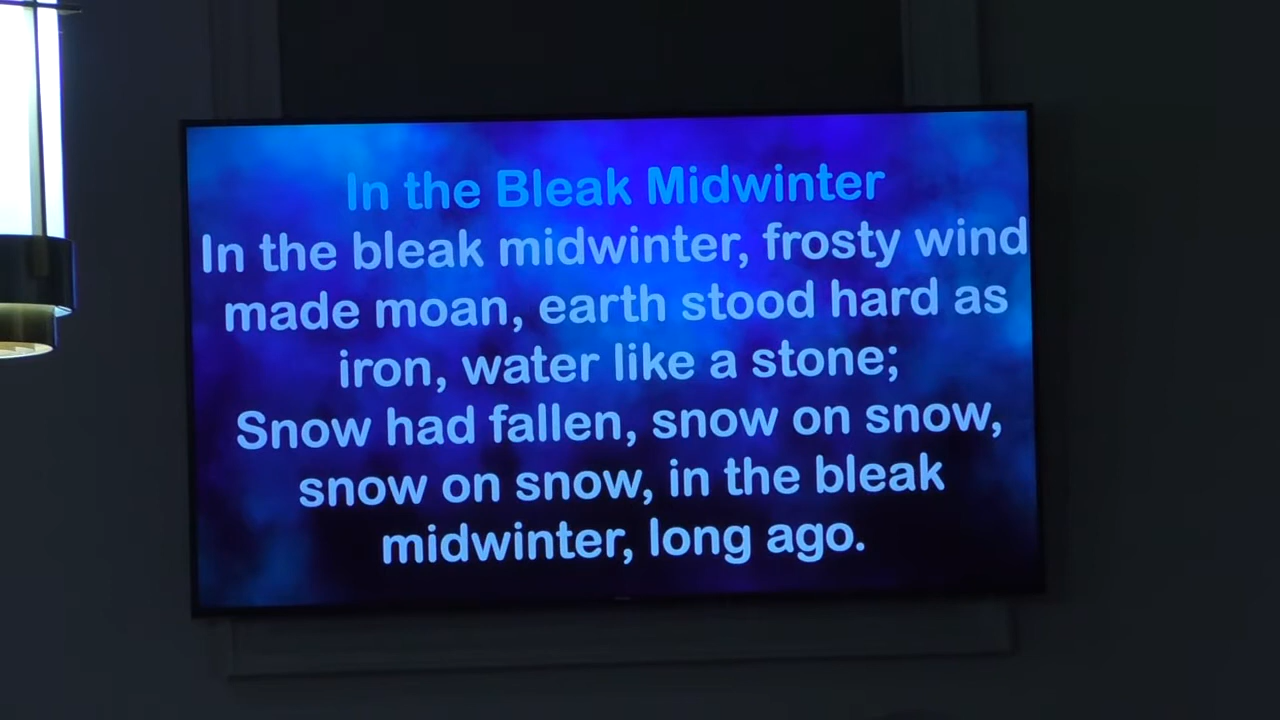 In the Bleak Midwinter
In the bleak midwinter, frosty wind
made moan, earth stood hard as
iron, water like a stone;
Snow had fallen, snow on snow,
snow on snow, in the bleak
midwinter, long ago.